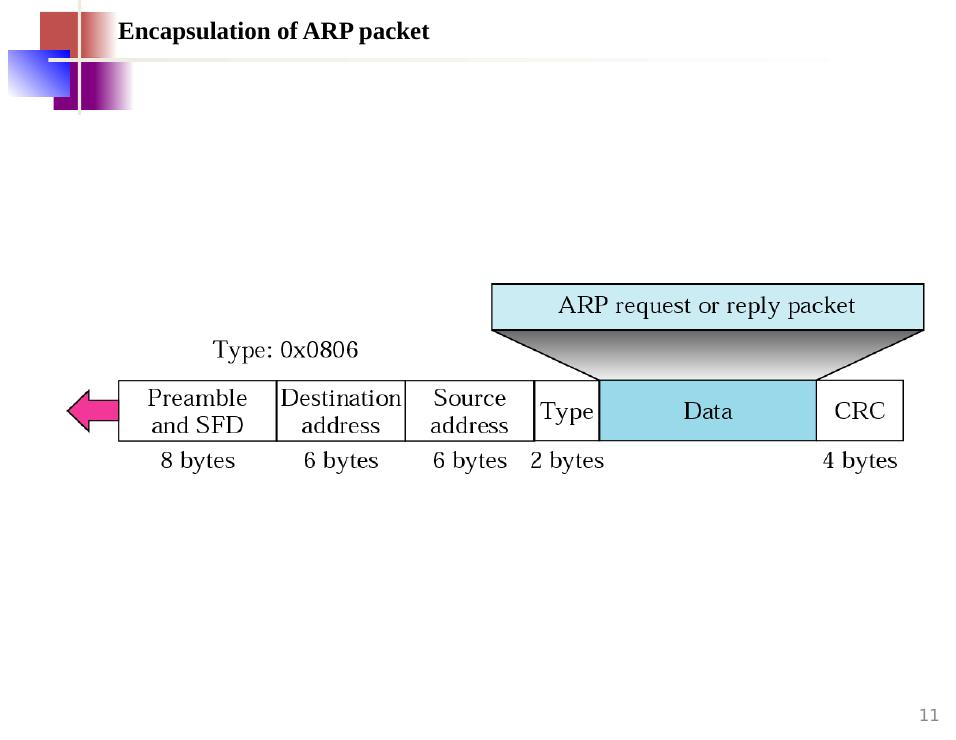 Encapsulation of ARP packet
ARP request or reply packet
Type: 0x0806
Preamble
and SFD
Destination
address
Source
address
Type
Data
CRC
8 bytes
6 bytes
6 bytes
2 bytes
4 bytes
11